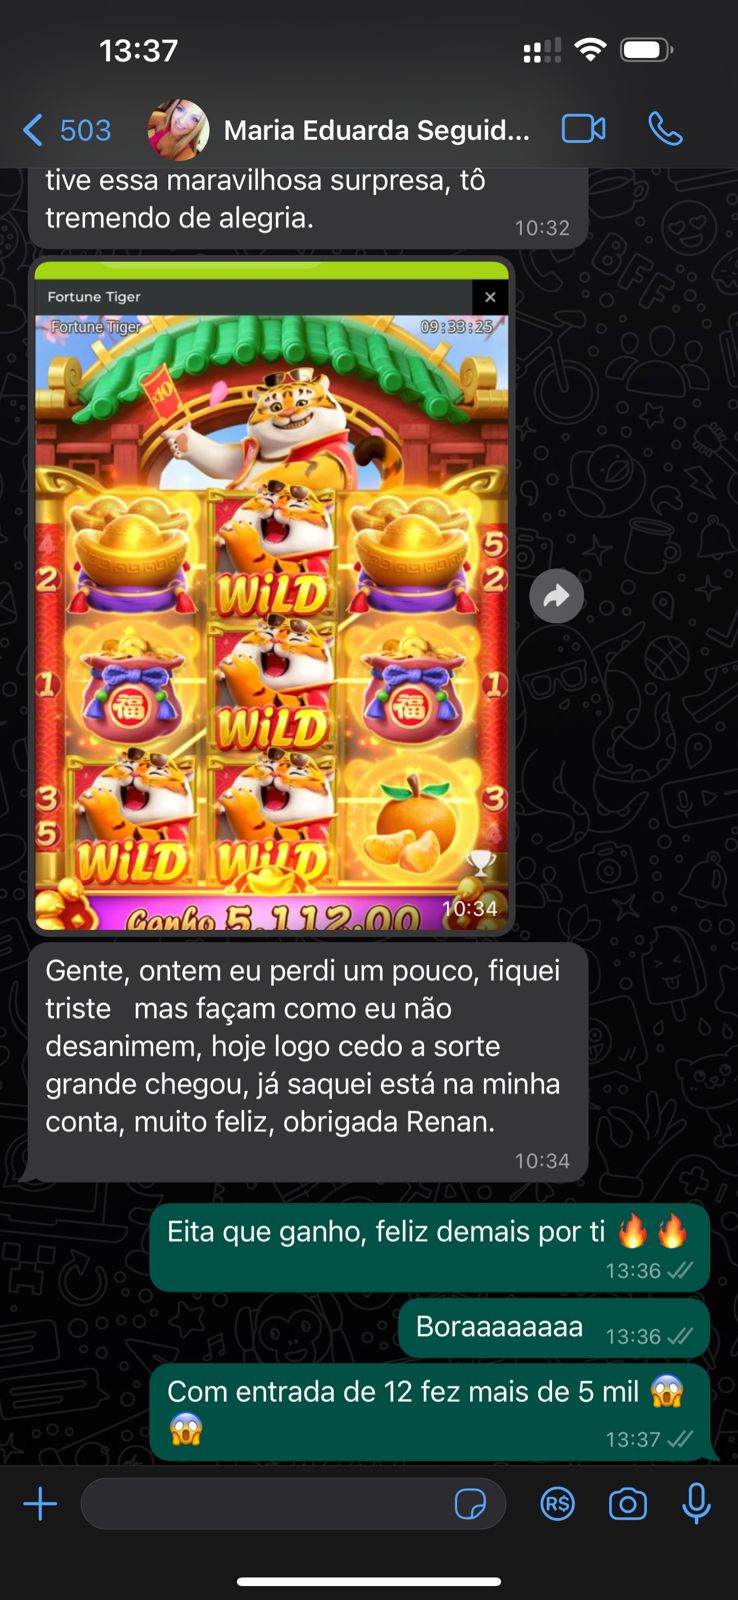 13:37
503
Maria Eduarda Seguid...
tive essa maravilhosa surpresa, tô
tremendo de alegria.
10:32
Fortune Tiger
Fortune Tiger
09:33:25
x10
WILD
4
5
2
2
WILD
福
福
1
1
WILD
WILD
3
3
5
4
Ganho 5.112,00
10:34
Gente, ontem eu perdi um pouco, fiquei
triste mas façam como eu não
desanimem, hoje logo cedo a sorte
grande chegou, já saquei está na minha
conta, muito feliz, obrigada Renan.
10:34
Eita que ganho, feliz demais por ti 🔥🔥
13:36
Boraaaaaaaa
13:36
Com entrada de 12 fez mais de 5 mil 😱
😱
13:37
R$